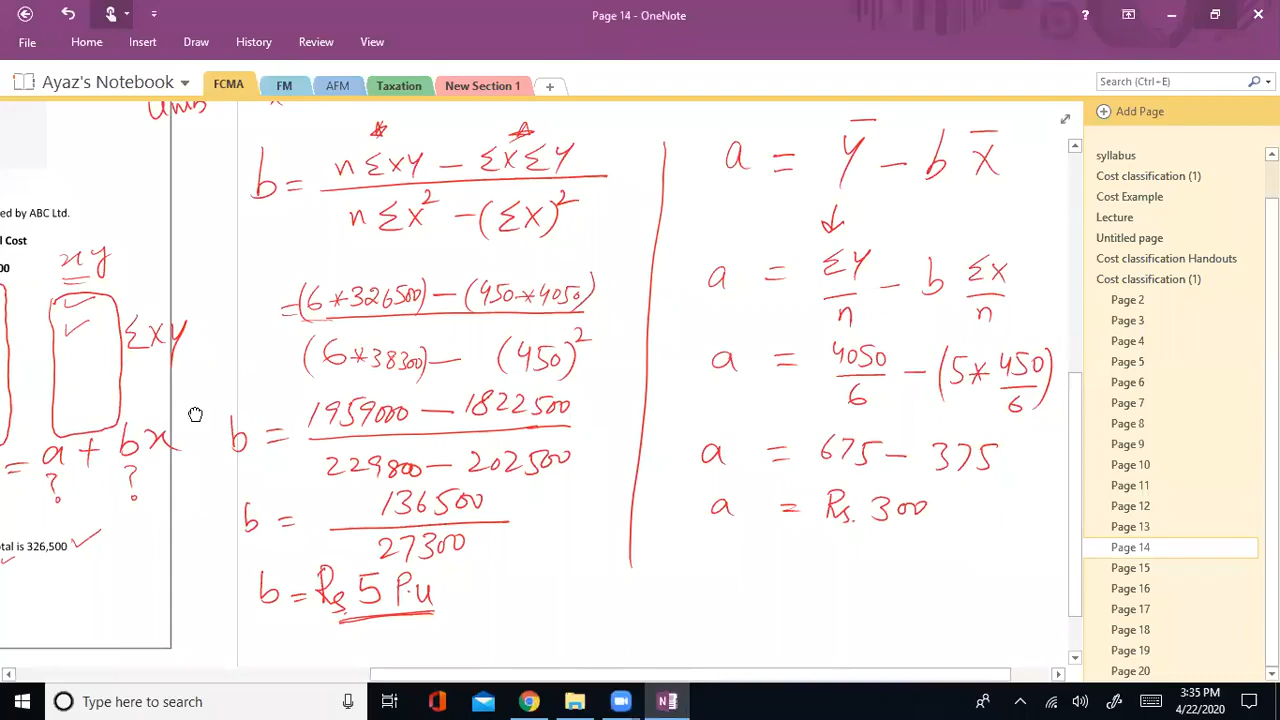 Page 14 - OneNote
?
File Home Insert Draw History Review View
Ayaz's Notebook FCMA FM AFM Taxation New Section 1 Search (Ctrl+E)
Add Page
syllabus
Cost classification (1)
Cost Example
Lecture
Untitled page
Cost classification Handouts
Cost classification (1)
Page 2
Page 3
Page 4
Page 5
Page 6
Page 7
Page 8
Page 9
Page 10
Page 11
Page 12
Page 13
Page 14
Page 15
Page 16
Page 17
Page 18
Page 19
Page 20
units
ed by ABC Ltd.
l Cost
00
xy
ΣXY
= a + bx
? ?
otal is 326,500
b = (nΣXY - ΣXΣY) / (nΣX² - (ΣX)²)
= (6*326500) - (450*4050)
(6*38300) - (450)²
b = 1959000 - 1822500
229800 - 202500
b = 136500
27300
b = Rs. 5 P.u
a = Y̅ - bX̅
a = ΣY/n - b ΣX/n
a = 4050/6 - (5*450/6)
a = 675 - 375
a = Rs. 300
Type here to search
3:35 PM
4/22/2020